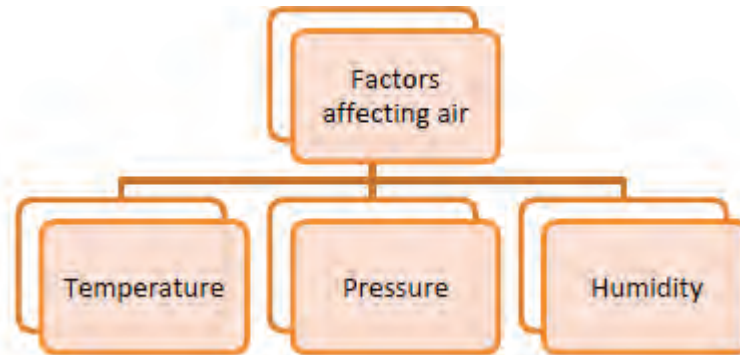 Factors
affecting air
Temperature
Pressure
Humidity